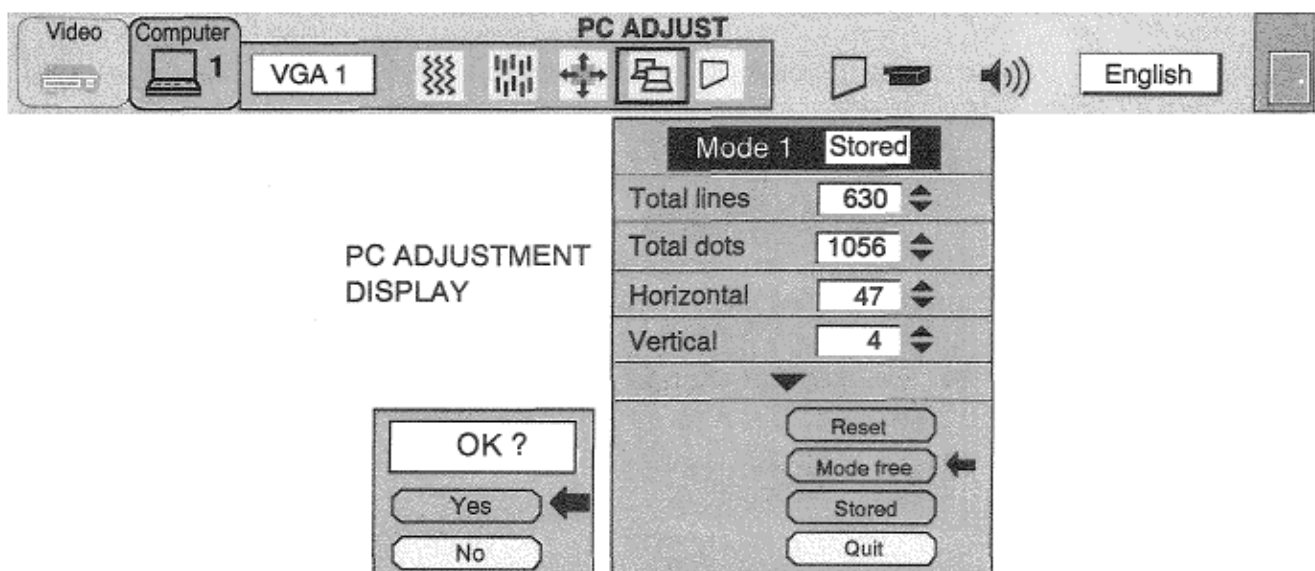 PC ADJUST
Video
Computer
1
VGA 1
English
Mode 1 Stored
Total lines 630
Total dots 1056
Horizontal 47
Vertical 4
PC ADJUSTMENT
DISPLAY
Reset
Mode free
Stored
Quit
OK ?
Yes
No